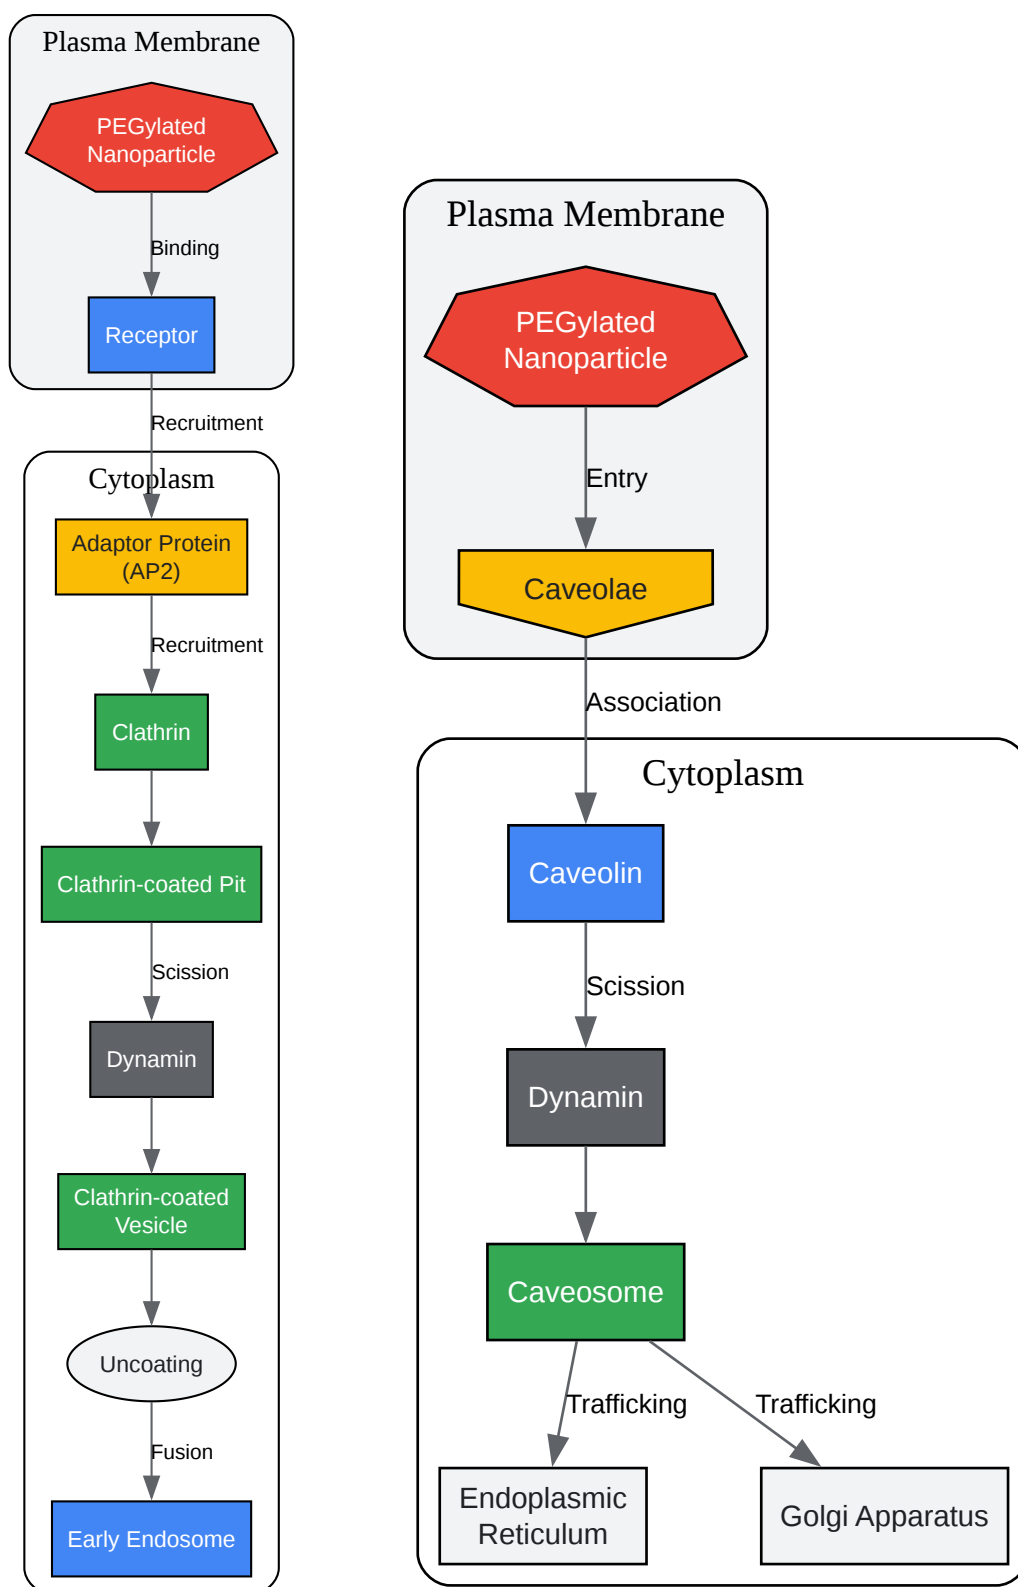 Plasma Membrane
PEGylated
Nanoparticle
Binding
Receptor
Recruitment
Cytoplasm
Adaptor Protein
(AP2)
Recruitment
Clathrin
Clathrin-coated Pit
Scission
Dynamin
Clathrin-coated
Vesicle
Uncoating
Fusion
Early Endosome
Plasma Membrane
PEGylated
Nanoparticle
Entry
Caveolae
Association
Cytoplasm
Caveolin
Scission
Dynamin
Caveosome
Trafficking
Trafficking
Endoplasmic
Reticulum
Golgi Apparatus